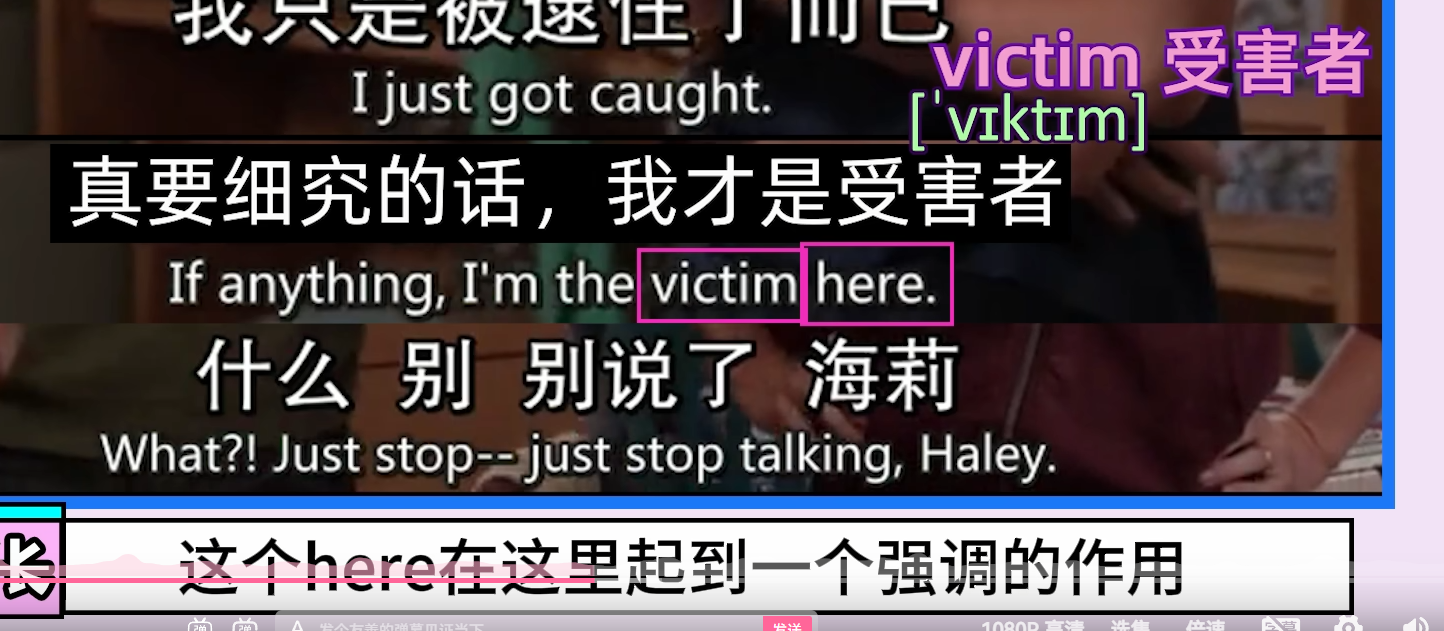 我只是被逮住了而已
I just got caught.
victim 受害者
[ˈvɪktɪm]
真要细究的话，我才是受害者
If anything, I'm the victim here.
什么 别 别说了 海莉
What?! Just stop-- just stop talking, Haley.
这个here在这里起到一个强调的作用
发个友善的弹幕见证当下
发送
1080P 高清 选集 倍速